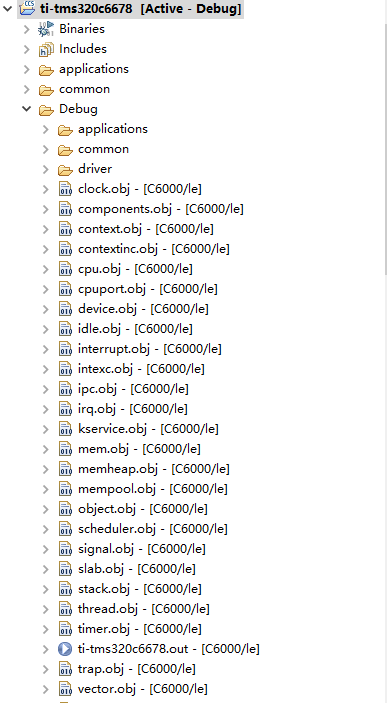 ti-tms320c6678 [Active - Debug]
Binaries
Includes
applications
common
Debug
applications
common
driver
clock.obj - [C6000/le]
components.obj - [C6000/le]
context.obj - [C6000/le]
contextinc.obj - [C6000/le]
cpu.obj - [C6000/le]
cpuport.obj - [C6000/le]
device.obj - [C6000/le]
idle.obj - [C6000/le]
interrupt.obj - [C6000/le]
intexc.obj - [C6000/le]
ipc.obj - [C6000/le]
irq.obj - [C6000/le]
kservice.obj - [C6000/le]
mem.obj - [C6000/le]
memheap.obj - [C6000/le]
mempool.obj - [C6000/le]
object.obj - [C6000/le]
scheduler.obj - [C6000/le]
signal.obj - [C6000/le]
slab.obj - [C6000/le]
stack.obj - [C6000/le]
thread.obj - [C6000/le]
timer.obj - [C6000/le]
ti-tms320c6678.out - [C6000/le]
trap.obj - [C6000/le]
vector.obj - [C6000/le]